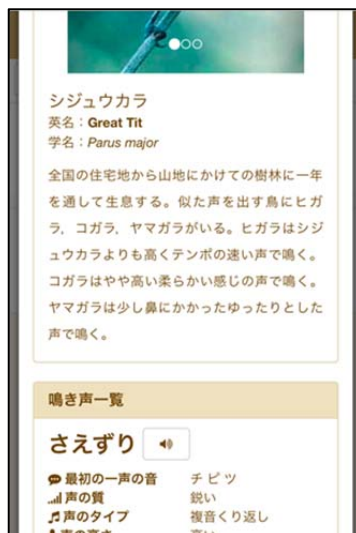 シジュウカラ
英名：Great Tit
学名：Parus major
全国の住宅地から山地にかけての樹林に一年
を通して生息する。似た声を出す鳥にヒガ
ラ、コガラ、ヤマガラがいる。ヒガラはシジ
ュウカラよりも高くテンポの速い声で鳴く。
コガラはやや高い柔らかい感じの声で鳴く。
ヤマガラは少し鼻にかかったゆったりとした
声で鳴く。
鳴き声一覧
さえずり
最初の一声の音 チ ピ ツ
声の質 鋭い
声のタイプ 複音くり返し
声の高さ 高い